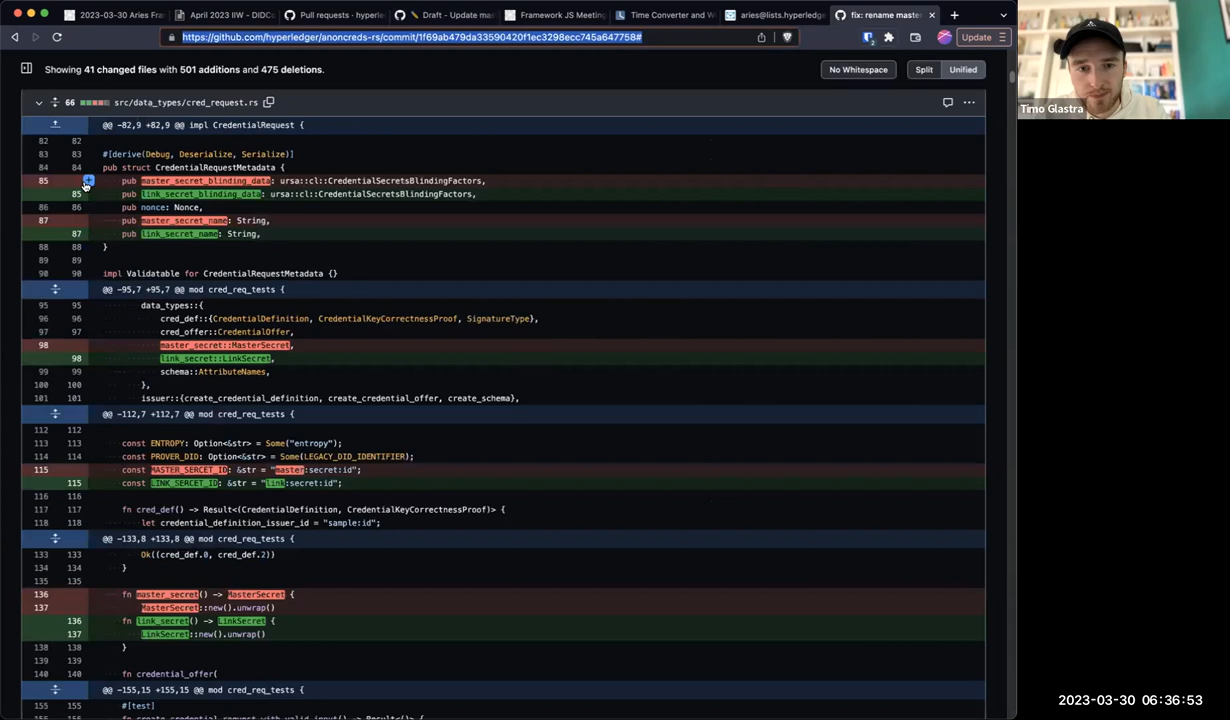 2023-03-30 Aries Fran
April 2023 IIW - DIDCo
Pull requests · hyperle
Draft - Update mas
Framework JS Meeting
Time Converter and W
aries@lists.hyperledg
fix: rename master
https://github.com/hyperledger/anoncreds-rs/commit/1f69ab479da33590420f1ec3298ecc745a647758#
2
Update
Showing 41 changed files with 501 additions and 475 deletions.
No Whitespace
Split
Unified
66 src/data_types/cred_request.rs
@@ -82,9 +82,9 @@ impl CredentialRequest {
82 82
83 83 #[derive(Debug, Deserialize, Serialize)]
84 84 pub struct CredentialRequestMetadata {
85 pub master_secret_blinding_data: ursa::cl::CredentialSecretsBlindingFactors,
85 pub link_secret_blinding_data: ursa::cl::CredentialSecretsBlindingFactors,
86 86 pub nonce: Nonce,
87 pub master_secret_name: String,
87 pub link_secret_name: String,
88 88 }
89 89
90 90 impl Validatable for CredentialRequestMetadata {}
@@ -95,7 +95,7 @@ mod cred_req_tests {
95 95 data_types::{
96 96 cred_def::{CredentialDefinition, CredentialKeyCorrectnessProof, SignatureType},
97 97 cred_offer::CredentialOffer,
98 master_secret::MasterSecret,
98 link_secret::LinkSecret,
99 99 schema::AttributeNames,
100 100 },
101 101 issuer::{create_credential_definition, create_credential_offer, create_schema},
@@ -112,7 +112,7 @@ mod cred_req_tests {
112 112
113 113 const ENTROPY: Option<&str> = Some("entropy");
114 114 const PROVER_DID: Option<&str> = Some(LEGACY_DID_IDENTIFIER);
115 const MASTER_SERCET_ID: &str = "master:secret:id";
115 const LINK_SERCET_ID: &str = "link:secret:id";
116 116
117 117 fn cred_def() -> Result<(CredentialDefinition, CredentialKeyCorrectnessProof)> {
118 118 let credential_definition_issuer_id = "sample:id";
@@ -133,8 +133,8 @@ mod cred_req_tests {
133 133 Ok((cred_def.0, cred_def.2))
134 134 }
135 135
136 fn master_secret() -> MasterSecret {
137 MasterSecret::new().unwrap()
136 fn link_secret() -> LinkSecret {
137 LinkSecret::new().unwrap()
138 138 }
139 139
140 140 fn credential_offer(
@@ -155,15 +155,15 @@ mod cred_req_tests {
155 155 #[test]
Timo Glastra
2023-03-30 06:36:53